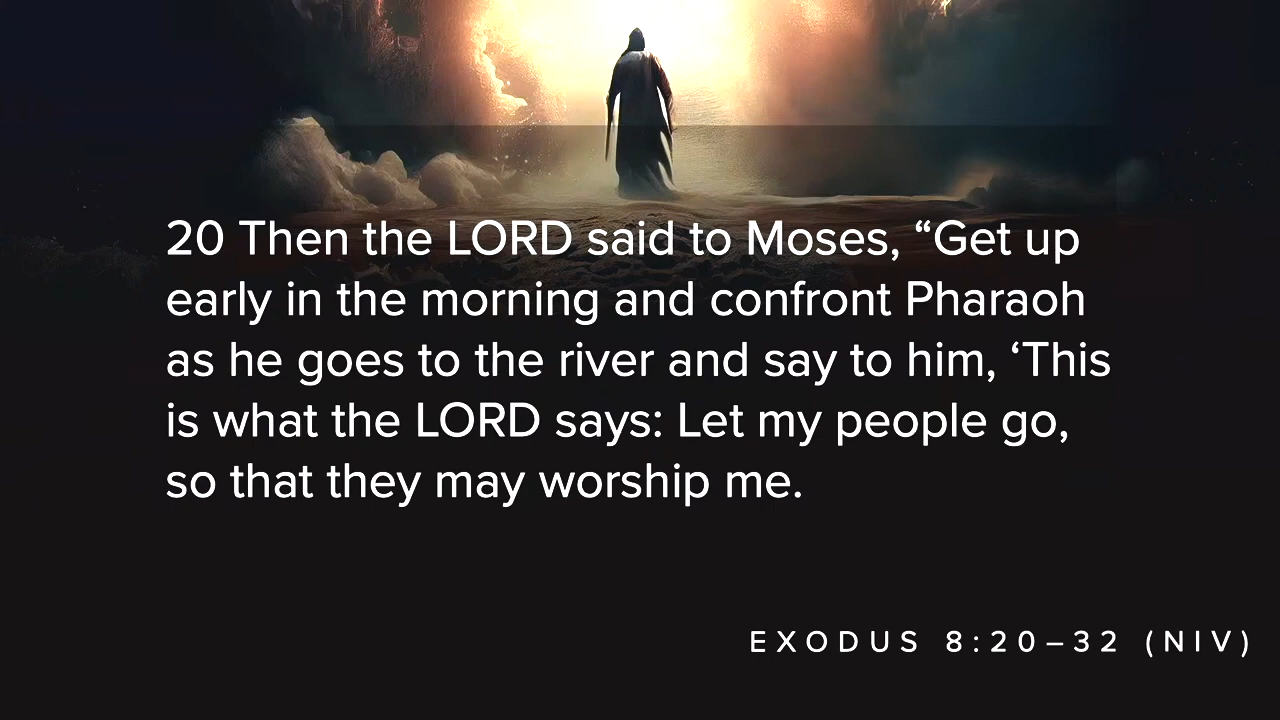 20 Then the LORD said to Moses, “Get up
early in the morning and confront Pharaoh
as he goes to the river and say to him, ‘This
is what the LORD says: Let my people go,
so that they may worship me.
EXODUS 8:20–32 (NIV)